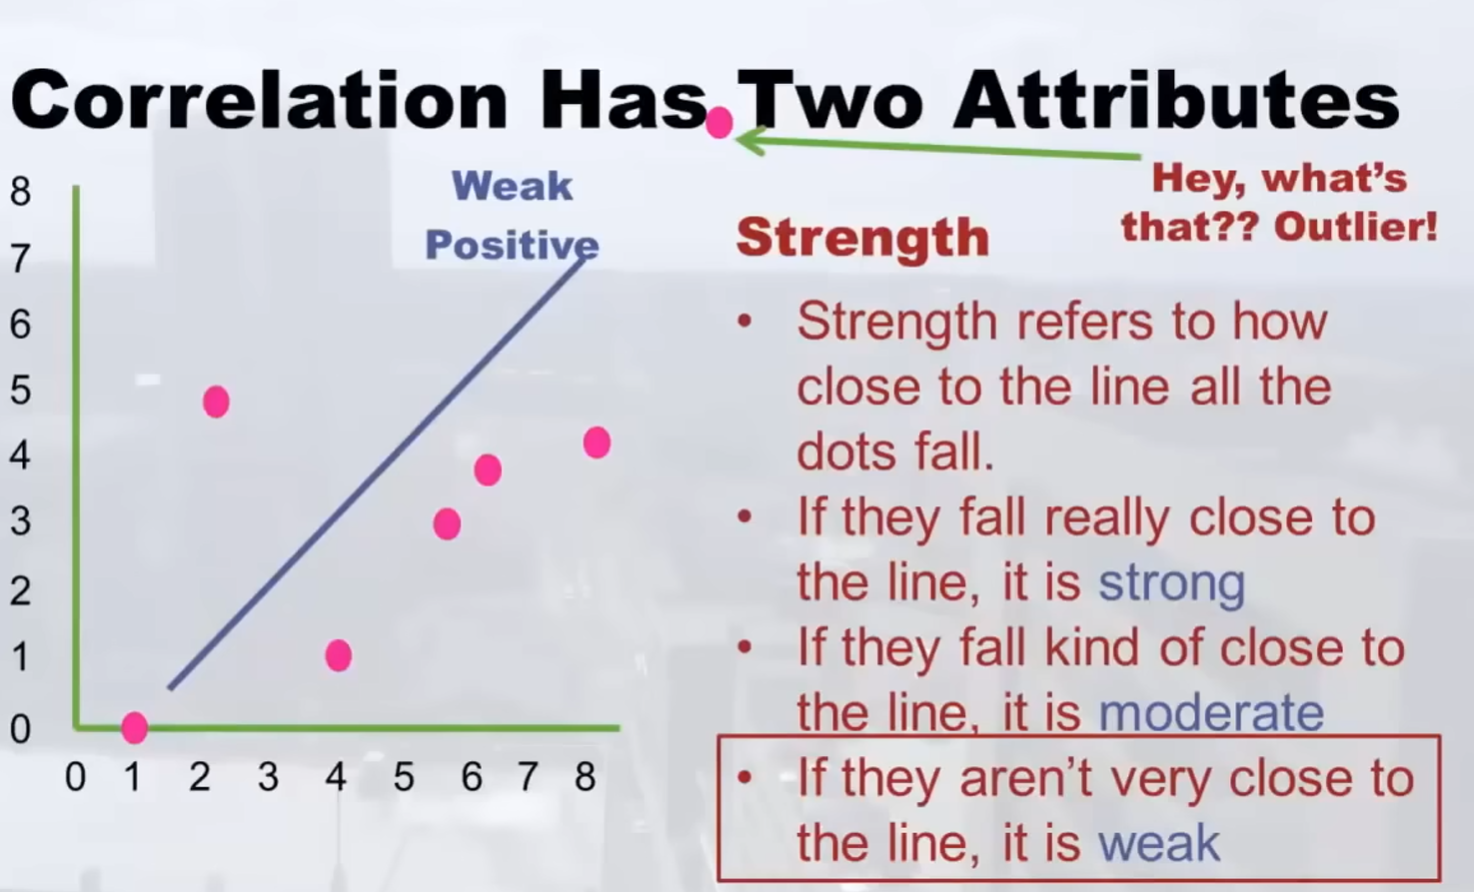 Correlation Has Two Attributes
Hey, what's
that?? Outlier!
Weak
Positive
8
7
6
5
4
3
2
1
0
0 1 2 3 4 5 6 7 8
Strength
• Strength refers to how
close to the line all the
dots fall.
• If they fall really close to
the line, it is strong
• If they fall kind of close to
the line, it is moderate
• If they aren't very close to
the line, it is weak